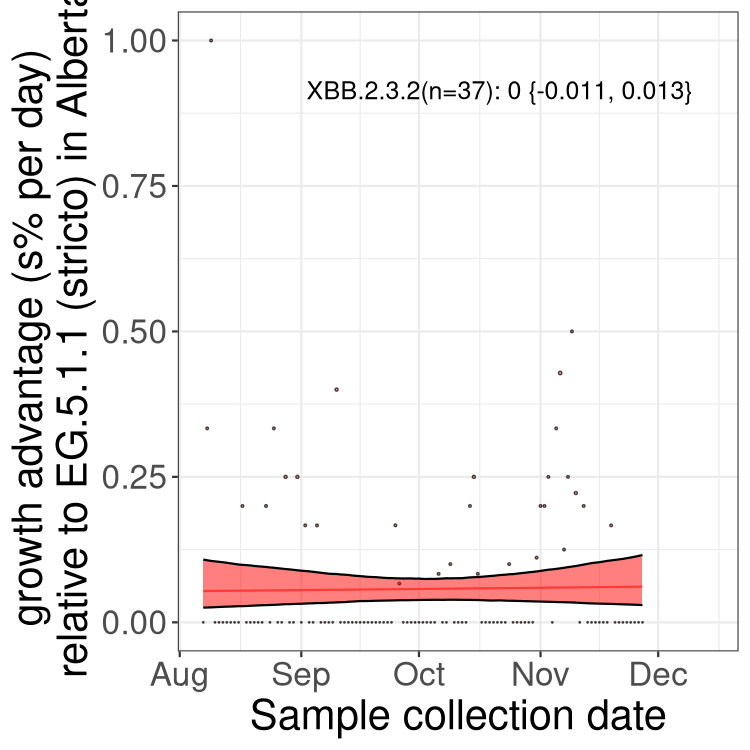 growth advantage (s% per day)
relative to EG.5.1.1 (stricto) in Alberta
1.00
0.75
0.50
0.25
0.00
XBB.2.3.2(n=37): 0 {-0.011, 0.013}
Aug Sep Oct Nov Dec
Sample collection date